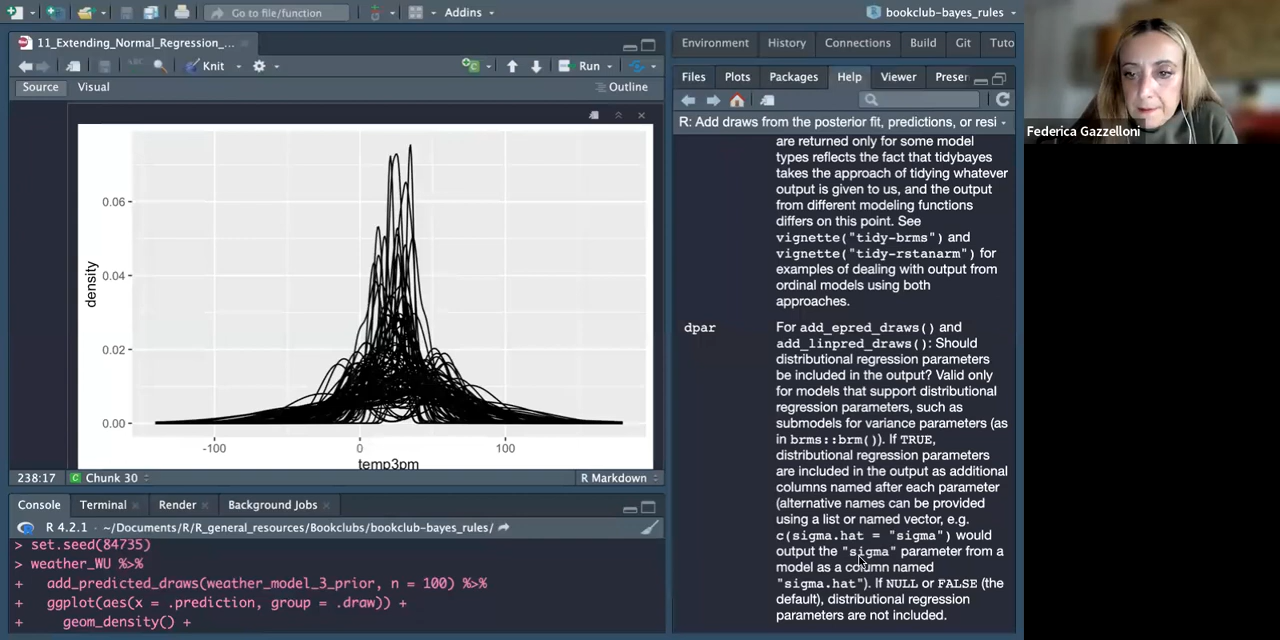 Go to file/function
Addins
bookclub-bayes_rules
11_Extending_Normal_Regression_...
Knit
Run
Source
Visual
Outline
density
0.06
0.04
0.02
0.00
-100
0
100
temp3pm
238:17
Chunk 30
R Markdown
Console
Terminal
Render
Background Jobs
R 4.2.1 · ~/Documents/R/R_general_resources/Bookclubs/bookclub-bayes_rules/
> set.seed(84735)
> weather_WU %>%
+ add_predicted_draws(weather_model_3_prior, n = 100) %>%
+ ggplot(aes(x = .prediction, group = .draw)) +
+ geom_density() +
Environment
History
Connections
Build
Git
Tuto
Files
Plots
Packages
Help
Viewer
Preser
R: Add draws from the posterior fit, predictions, or resi
are returned only for some model
types reflects the fact that tidybayes
takes the approach of tidying whatever
output is given to us, and the output
from different modeling functions
differs on this point. See
vignette("tidy-brms") and
vignette("tidy-rstanarm") for
examples of dealing with output from
ordinal models using both
approaches.
dpar
For add_epred_draws() and
add_linpred_draws(): Should
distributional regression parameters
be included in the output? Valid only
for models that support distributional
regression parameters, such as
submodels for variance parameters (as
in brms::brm()). If TRUE,
distributional regression parameters
are included in the output as additional
columns named after each parameter
(alternative names can be provided
using a list or named vector, e.g.
c(sigma.hat = "sigma") would
output the "sigma" parameter from a
model as a column named
"sigma.hat"). If NULL or FALSE (the
default), distributional regression
parameters are not included.
Federica Gazzelloni